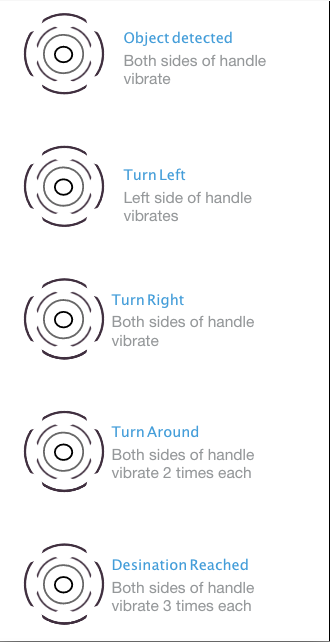 Object detected
Both sides of handle
vibrate
Turn Left
Left side of handle
vibrates
Turn Right
Both sides of handle
vibrate
Turn Around
Both sides of handle
vibrate 2 times each
Desination Reached
Both sides of handle
vibrate 3 times each